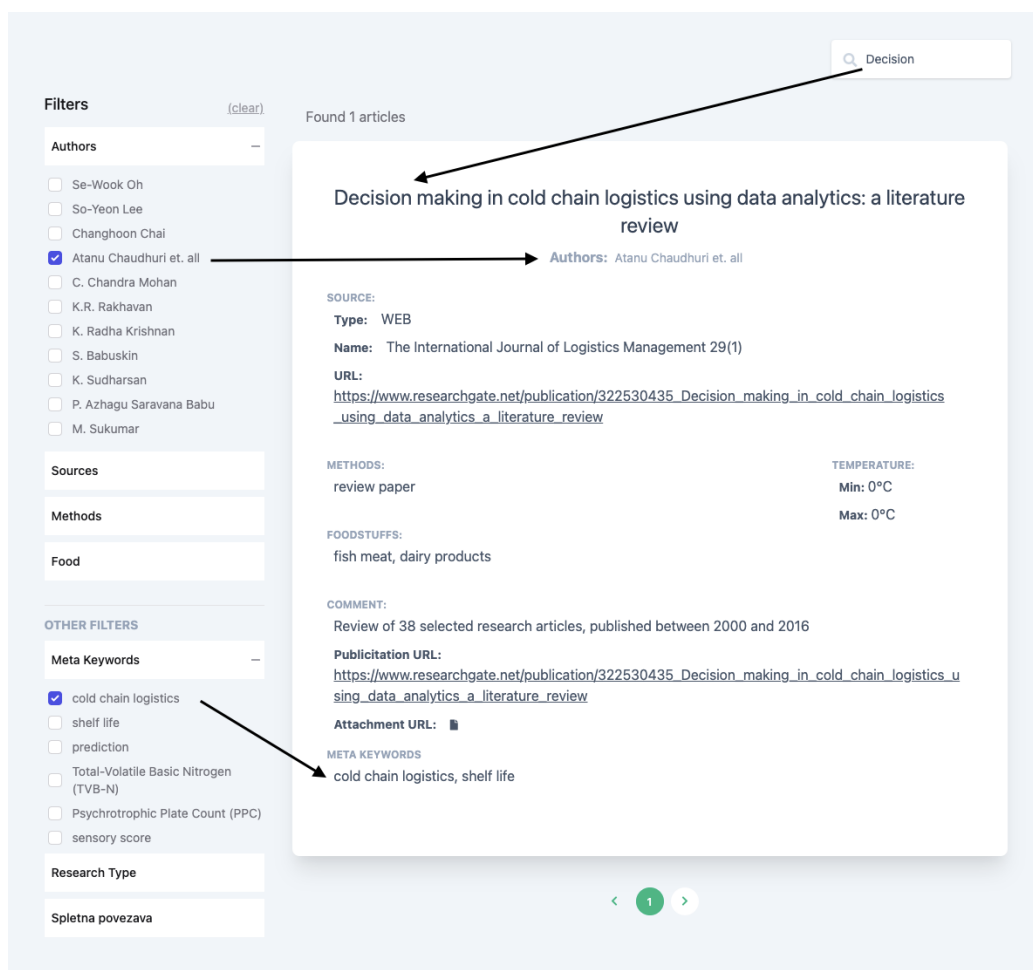 Decision
Filters
(clear)
Found 1 articles
Authors
Se-Wook Oh
So-Yeon Lee
Changhoon Chai
Atanu Chaudhuri et. all
C. Chandra Mohan
K.R. Rakhavan
K. Radha Krishnan
S. Babuskin
K. Sudharsan
P. Azhagu Saravana Babu
M. Sukumar
Sources
Methods
Food
OTHER FILTERS
Meta Keywords
cold chain logistics
shelf life
prediction
Total-Volatile Basic Nitrogen
(TVB-N)
Psychrotrophic Plate Count (PPC)
sensory score
Research Type
Spletna povezava
Decision making in cold chain logistics using data analytics: a literature
review
Authors: Atanu Chaudhuri et. all
SOURCE:
Type: WEB
Name: The International Journal of Logistics Management 29(1)
URL:
https://www.researchgate.net/publication/322530435_Decision_making_in_cold_chain_logistics
_using_data_analytics_a_literature_review
METHODS:
review paper
TEMPERATURE:
Min: 0°C
Max: 0°C
FOODSTUFFS:
fish meat, dairy products
COMMENT:
Review of 38 selected research articles, published between 2000 and 2016
Publicitation URL:
https://www.researchgate.net/publication/322530435_Decision_making_in_cold_chain_logistics_u
sing_data_analytics_a_literature_review
Attachment URL:
META KEYWORDS
cold chain logistics, shelf life
1